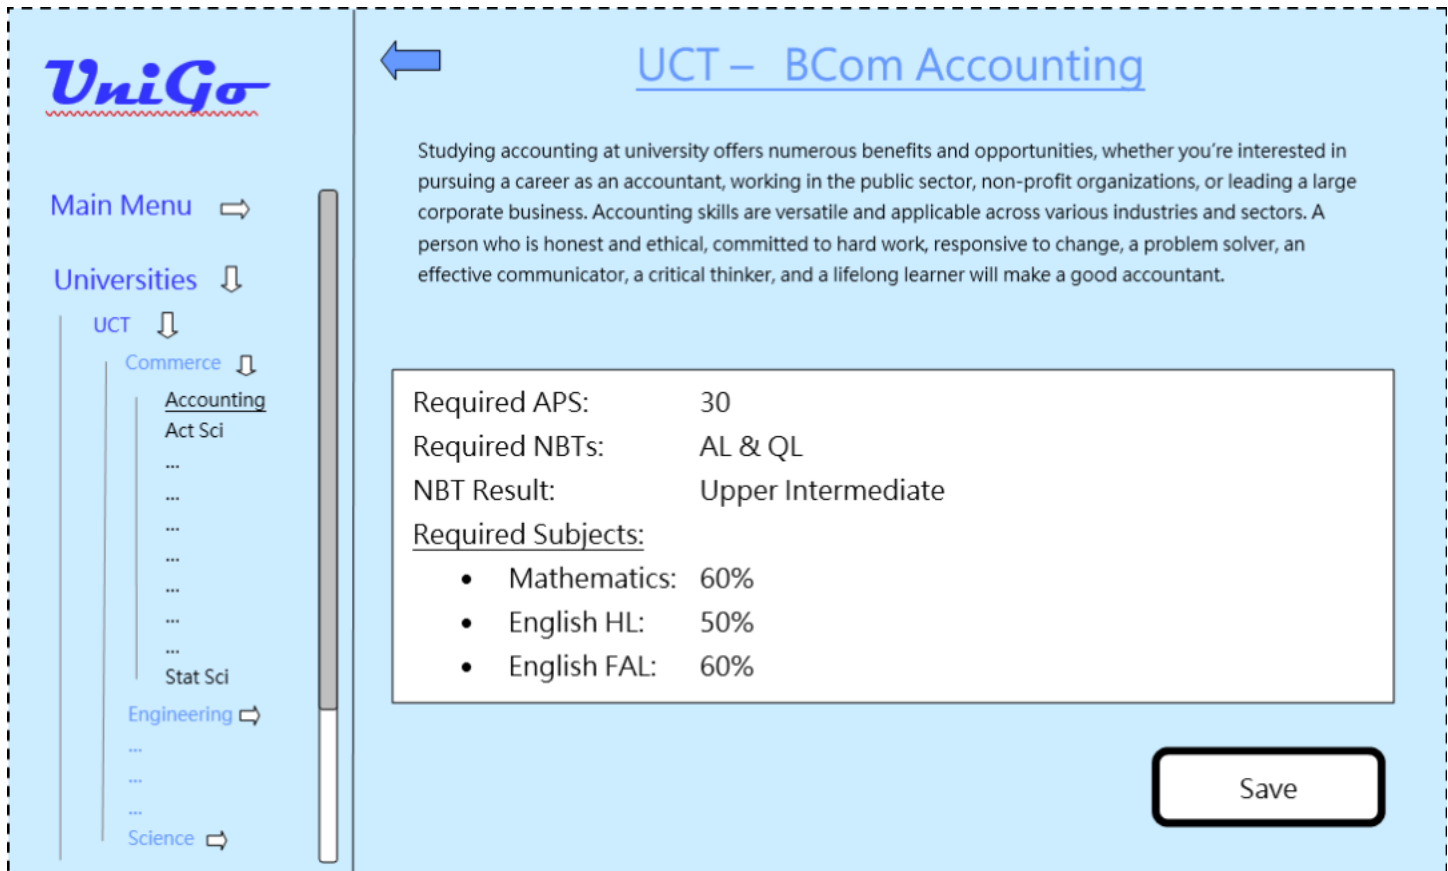 UniGo
Main Menu
Universities
UCT
Commerce
Accounting
Act Sci
...
...
...
...
...
...
...
Stat Sci
Engineering
...
...
...
Science
UCT – BCom Accounting
Studying accounting at university offers numerous benefits and opportunities, whether you’re interested in
pursuing a career as an accountant, working in the public sector, non-profit organizations, or leading a large
corporate business. Accounting skills are versatile and applicable across various industries and sectors. A
person who is honest and ethical, committed to hard work, responsive to change, a problem solver, an
effective communicator, a critical thinker, and a lifelong learner will make a good accountant.
Required APS: 30
Required NBTs: AL & QL
NBT Result: Upper Intermediate
Required Subjects:
• Mathematics: 60%
• English HL: 50%
• English FAL: 60%
Save